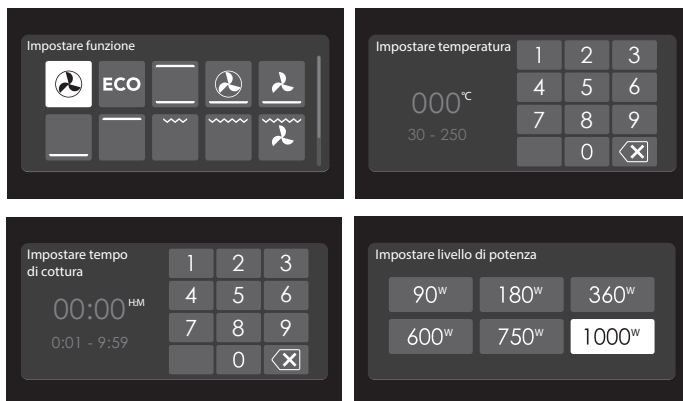 Impostare funzione
ECO
Impostare temperatura
000°C
30 - 250
1 2 3
4 5 6
7 8 9
0
Impostare tempo
di cottura
00:00 H:M
0:01 - 9:59
1 2 3
4 5 6
7 8 9
0
Impostare livello di potenza
90W 180W 360W
600W 750W 1000W